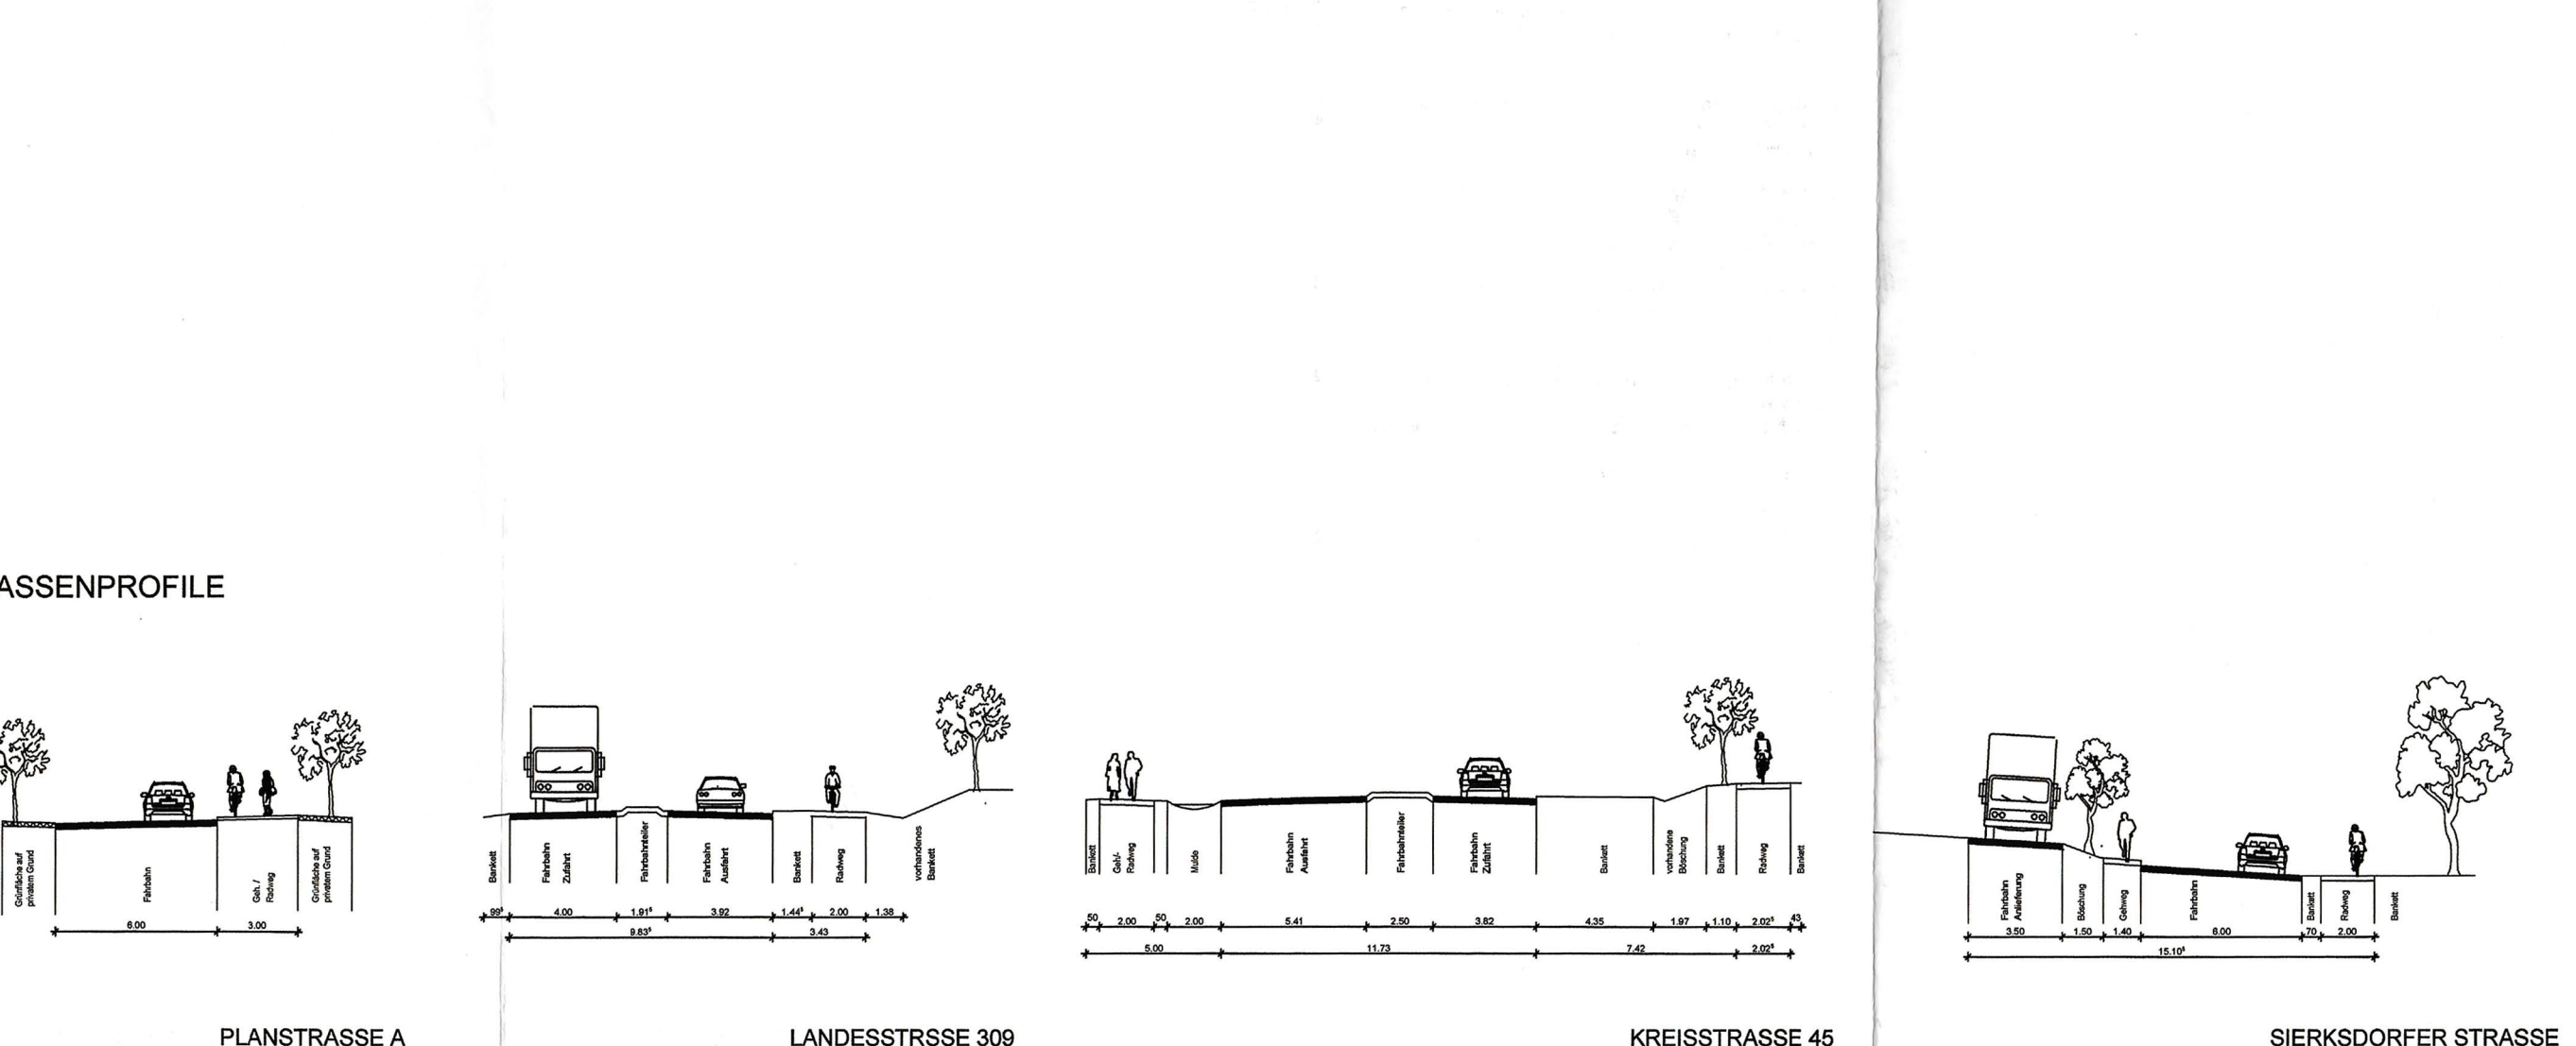 ASSENPROFILE
Grünfläche auf
privatem Grund
Fahrbahn
Geh. /
Radweg
Grünfläche auf
privatem Grund
6.00
3.00
PLANSTRASSE A
Bankett
Fahrbahn
Zufahrt
Fahrbahnteiler
Fahrbahn
Ausfahrt
Bankett
Radweg
vorhandenes
Bankett
99⁵
4.00
1.91⁵
3.92
1.44⁵
2.00
1.38
9.83⁵
3.43
LANDESSTRSSE 309
Bankett
Geh/-
Radweg
Mulde
Fahrbahn
Ausfahrt
Fahrbahnteiler
Fahrbahn
Zufahrt
Bankett
vorhandene
Böschung
Bankett
Radweg
Bankett
50
2.00
50
2.00
5.41
2.50
3.82
4.35
1.97
1.10
2.02⁵
43
5.00
11.73
7.42
2.02⁵
KREISSTRASSE 45
Fahrbahn
Anlieferung
Böschung
Gehweg
Fahrbahn
Bankett
Radweg
Bankett
3.50
1.50
1.40
6.00
70
2.00
15.10⁵
SIERKSDORFER STRASSE